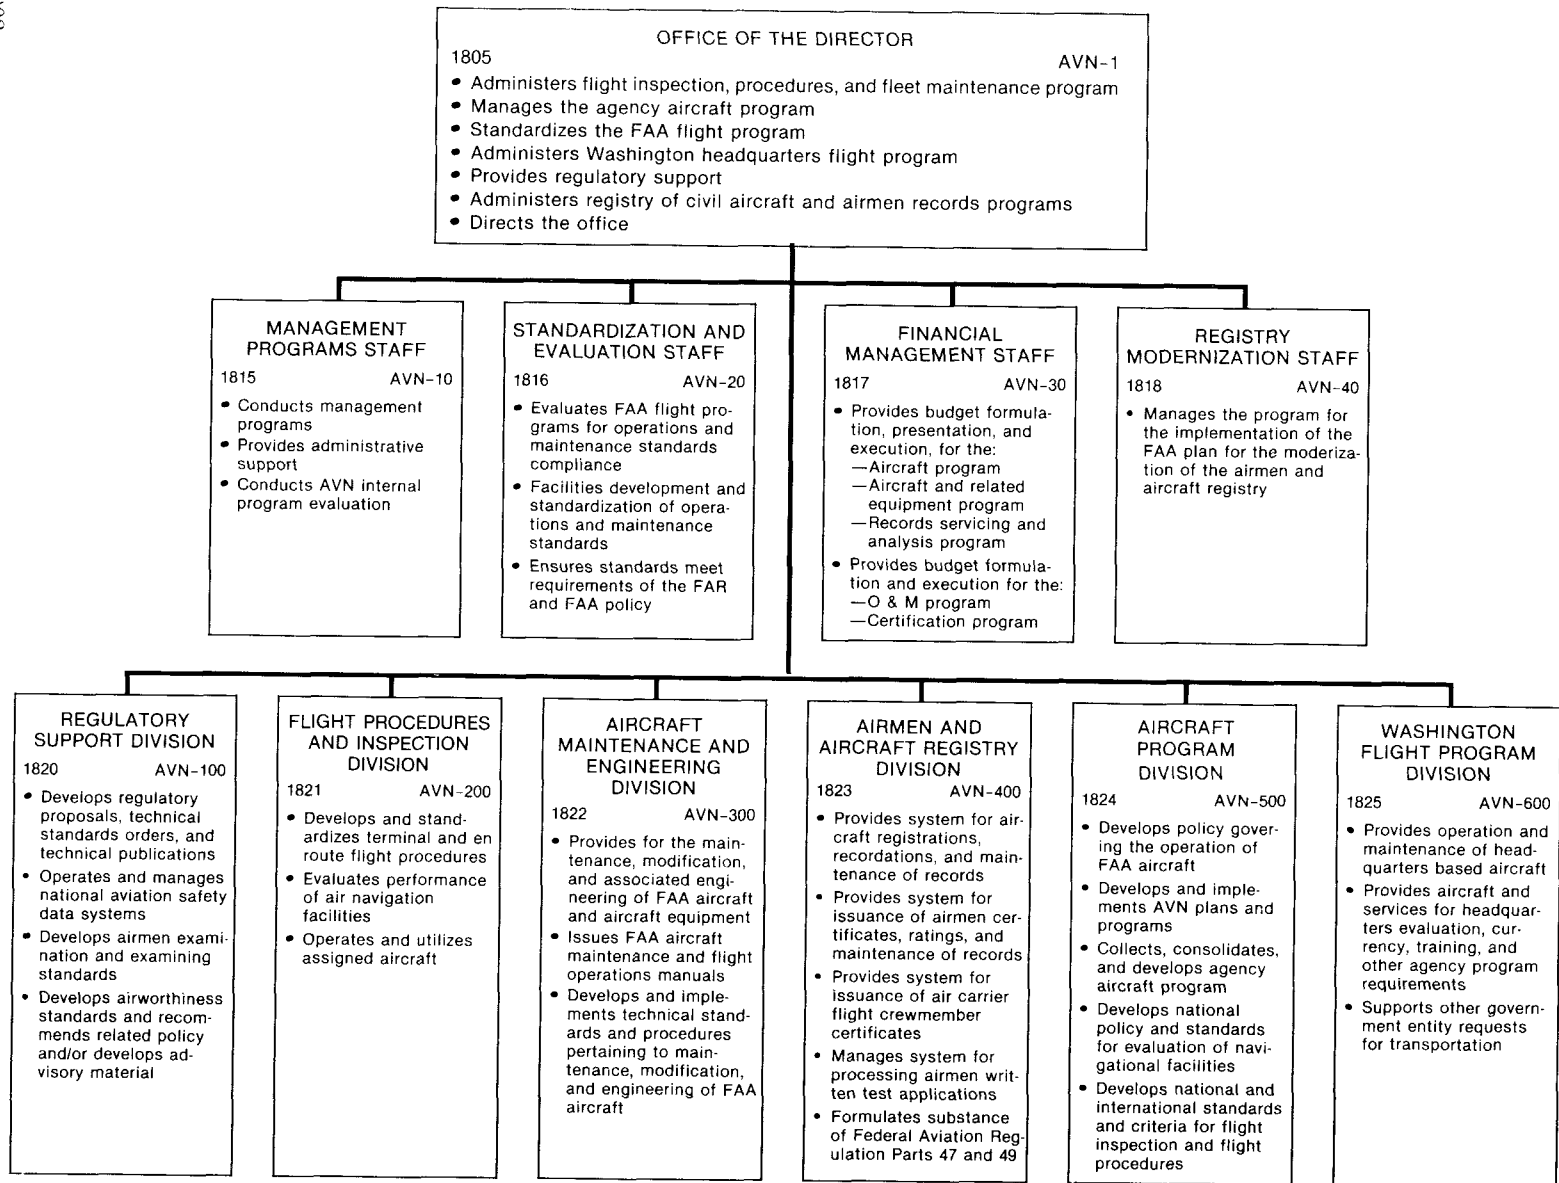 OFFICE OF THE DIRECTOR
1805 AVN-1
• Administers flight inspection, procedures, and fleet maintenance program
• Manages the agency aircraft program
• Standardizes the FAA flight program
• Administers Washington headquarters flight program
• Provides regulatory support
• Administers registry of civil aircraft and airmen records programs
• Directs the office
MANAGEMENT
PROGRAMS STAFF
1815 AVN-10
• Conducts management
programs
• Provides administrative
support
• Conducts AVN internal
program evaluation
STANDARDIZATION AND
EVALUATION STAFF
1816 AVN-20
• Evaluates FAA flight pro-
grams for operations and
maintenance standards
compliance
• Facilities development and
standardization of opera-
tions and maintenance
standards
• Ensures standards meet
requirements of the FAR
and FAA policy
FINANCIAL
MANAGEMENT STAFF
1817 AVN-30
• Provides budget formula-
tion, presentation, and
execution, for the:
—Aircraft program
—Aircraft and related
equipment program
—Records servicing and
analysis program
• Provides budget formula-
tion and execution for the:
—O & M program
—Certification program
REGISTRY
MODERNIZATION STAFF
1818 AVN-40
• Manages the program for
the implementation of the
FAA plan for the moderiza-
tion of the airmen and
aircraft registry
REGULATORY
SUPPORT DIVISION
1820 AVN-100
• Develops regulatory
proposals, technical
standards orders, and
technical publications
• Operates and manages
national aviation safety
data systems
• Develops airmen exami-
nation and examining
standards
• Develops airworthiness
standards and recom-
mends related policy
and/or develops ad-
visory material
FLIGHT PROCEDURES
AND INSPECTION
DIVISION
1821 AVN-200
• Develops and stand-
ardizes terminal and en
route flight procedures
• Evaluates performance
of air navigation
facilities
• Operates and utilizes
assigned aircraft
AIRCRAFT
MAINTENANCE AND
ENGINEERING
DIVISION
1822 AVN-300
• Provides for the main-
tenance, modification,
and associated engi-
neering of FAA aircraft
and aircraft equipment
• Issues FAA aircraft
maintenance and flight
operations manuals
• Develops and imple-
ments technical stand-
ards and procedures
pertaining to main-
tenance, modification,
and engineering of FAA
aircraft
AIRMEN AND
AIRCRAFT REGISTRY
DIVISION
1823 AVN-400
• Provides system for air-
craft registrations,
recordations, and main-
tenance of records
• Provides system for
issuance of airmen cer-
tificates, ratings, and
maintenance of records
• Provides system for
issuance of air carrier
flight crewmember
certificates
• Manages system for
processing airmen writ-
ten test applications
• Formulates substance
of Federal Aviation Reg-
ulation Parts 47 and 49
AIRCRAFT
PROGRAM
DIVISION
1824 AVN-500
• Develops policy gover-
ing the operation of
FAA aircraft
• Develops and imple-
ments AVN plans and
programs
• Collects, consolidates,
and develops agency
aircraft program
• Develops national
policy and standards
for evaluation of navi-
gational facilities
• Develops national and
international standards
and criteria for flight
inspection and flight
procedures
WASHINGTON
FLIGHT PROGRAM
DIVISION
1825 AVN-600
• Provides operation and
maintenance of head-
quarters based aircraft
• Provides aircraft and
services for headquar-
ters evaluation, cur-
rency, training, and
other agency program
requirements
• Supports other govern-
ment entity requests
for transportation